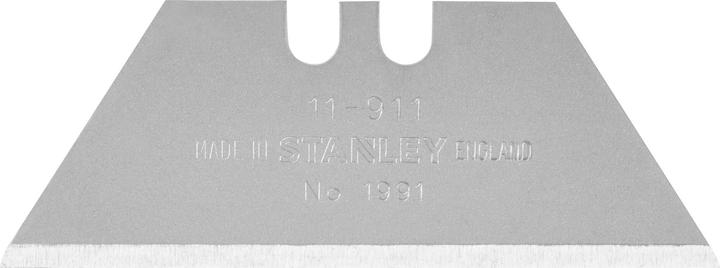 11-911
MADE IN STANLEY ENGLAND
No 1991